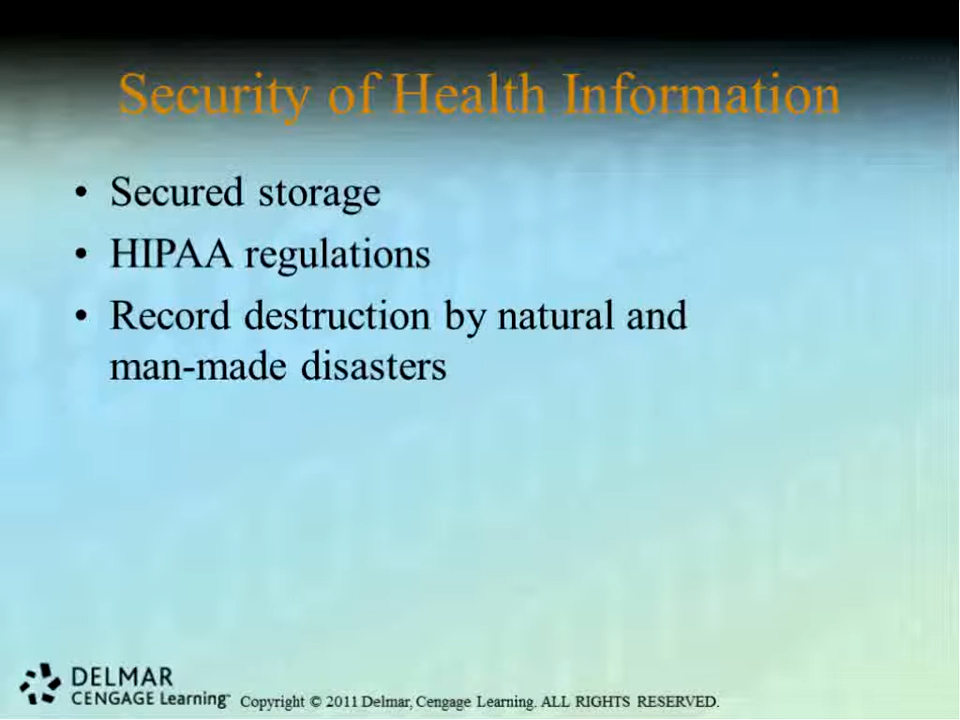 Security of Health Information
• Secured storage
• HIPAA regulations
• Record destruction by natural and
man-made disasters
DELMAR
CENGAGE Learning™ Copyright © 2011 Delmar, Cengage Learning. ALL RIGHTS RESERVED.